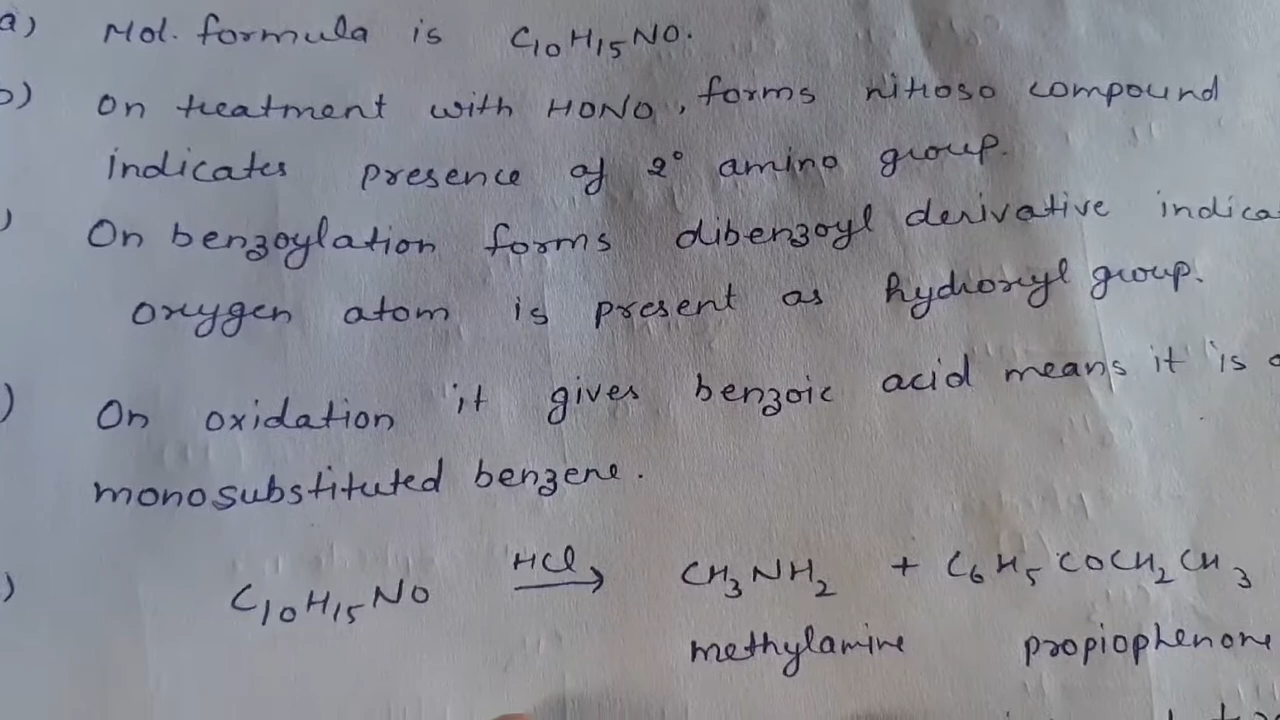 a) Mol. formula is C₁₀H₁₅NO.
b) On treatment with HONO, forms nitroso compound
indicates presence of 2° amino group.
) On benzoylation forms dibenzoyl derivative indica
oxygen atom is present as hydroxyl group.
) On oxidation it gives benzoic acid means it is a
monosubstituted benzene.
) C₁₀H₁₅NO HCl→ CH₃NH₂ + C₆H₅COCH₂CH₃
methylamine propiophenone